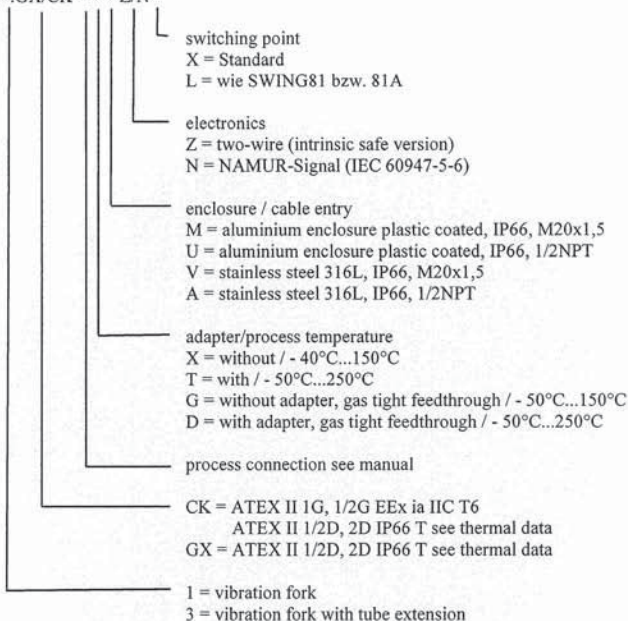 switching point
X = Standard
L = wie SWING81 bzw. 81A
electronics
Z = two-wire (intrinsic safe version)
N = NAMUR-Signal (IEC 60947-5-6)
enclosure / cable entry
M = aluminium enclosure plastic coated, IP66, M20x1,5
U = aluminium enclosure plastic coated, IP66, 1/2NPT
V = stainless steel 316L, IP66, M20x1,5
A = stainless steel 316L, IP66, 1/2NPT
adapter/process temperature
X = without / - 40°C...150°C
T = with / - 50°C...250°C
G = without adapter, gas tight feedthrough / - 50°C...150°C
D = with adapter, gas tight feedthrough / - 50°C...250°C
process connection see manual
CK = ATEX II 1G, 1/2G EEx ia IIC T6
ATEX II 1/2D, 2D IP66 T see thermal data
GX = ATEX II 1/2D, 2D IP66 T see thermal data
1 = vibration fork
3 = vibration fork with tube extension